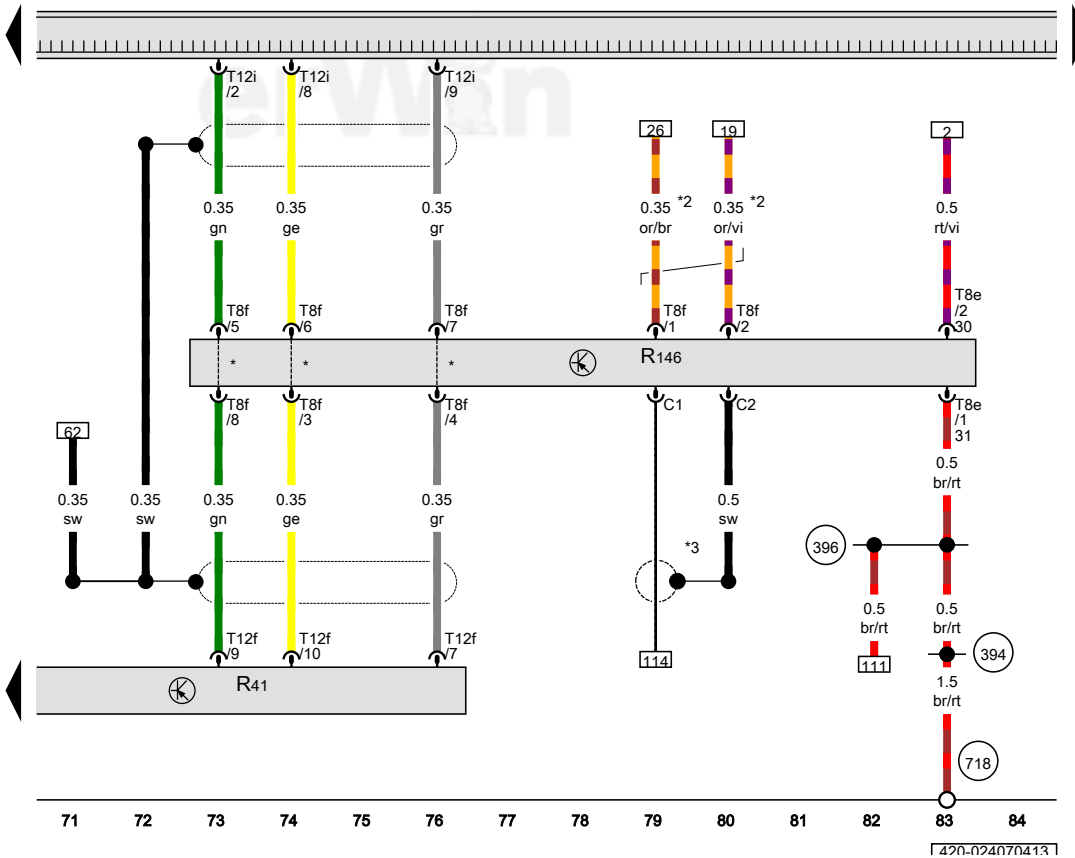 erWin
T12i
/2
T12i
/8
T12i
/9
26
19
2
0.35
gn
0.35
ge
0.35
gr
0.35 *2
or/br
0.35 *2
or/vi
0.5
rt/vi
T8f
/5
T8f
/6
T8f
/7
T8f
/1
T8f
/2
T8e
/2
30
*
*
*
R146
T8f
/8
T8f
/3
T8f
/4
C1
C2
T8e
/1
31
62
0.35
sw
0.35
sw
0.35
gn
0.35
ge
0.35
gr
0.5
sw
0.5
br/rt
*3
396
0.5
br/rt
0.5
br/rt
T12f
/9
T12f
/10
T12f
/7
114
111
394
R41
1.5
br/rt
718
71 72 73 74 75 76 77 78 79 80 81 82 83 84
420-024070413